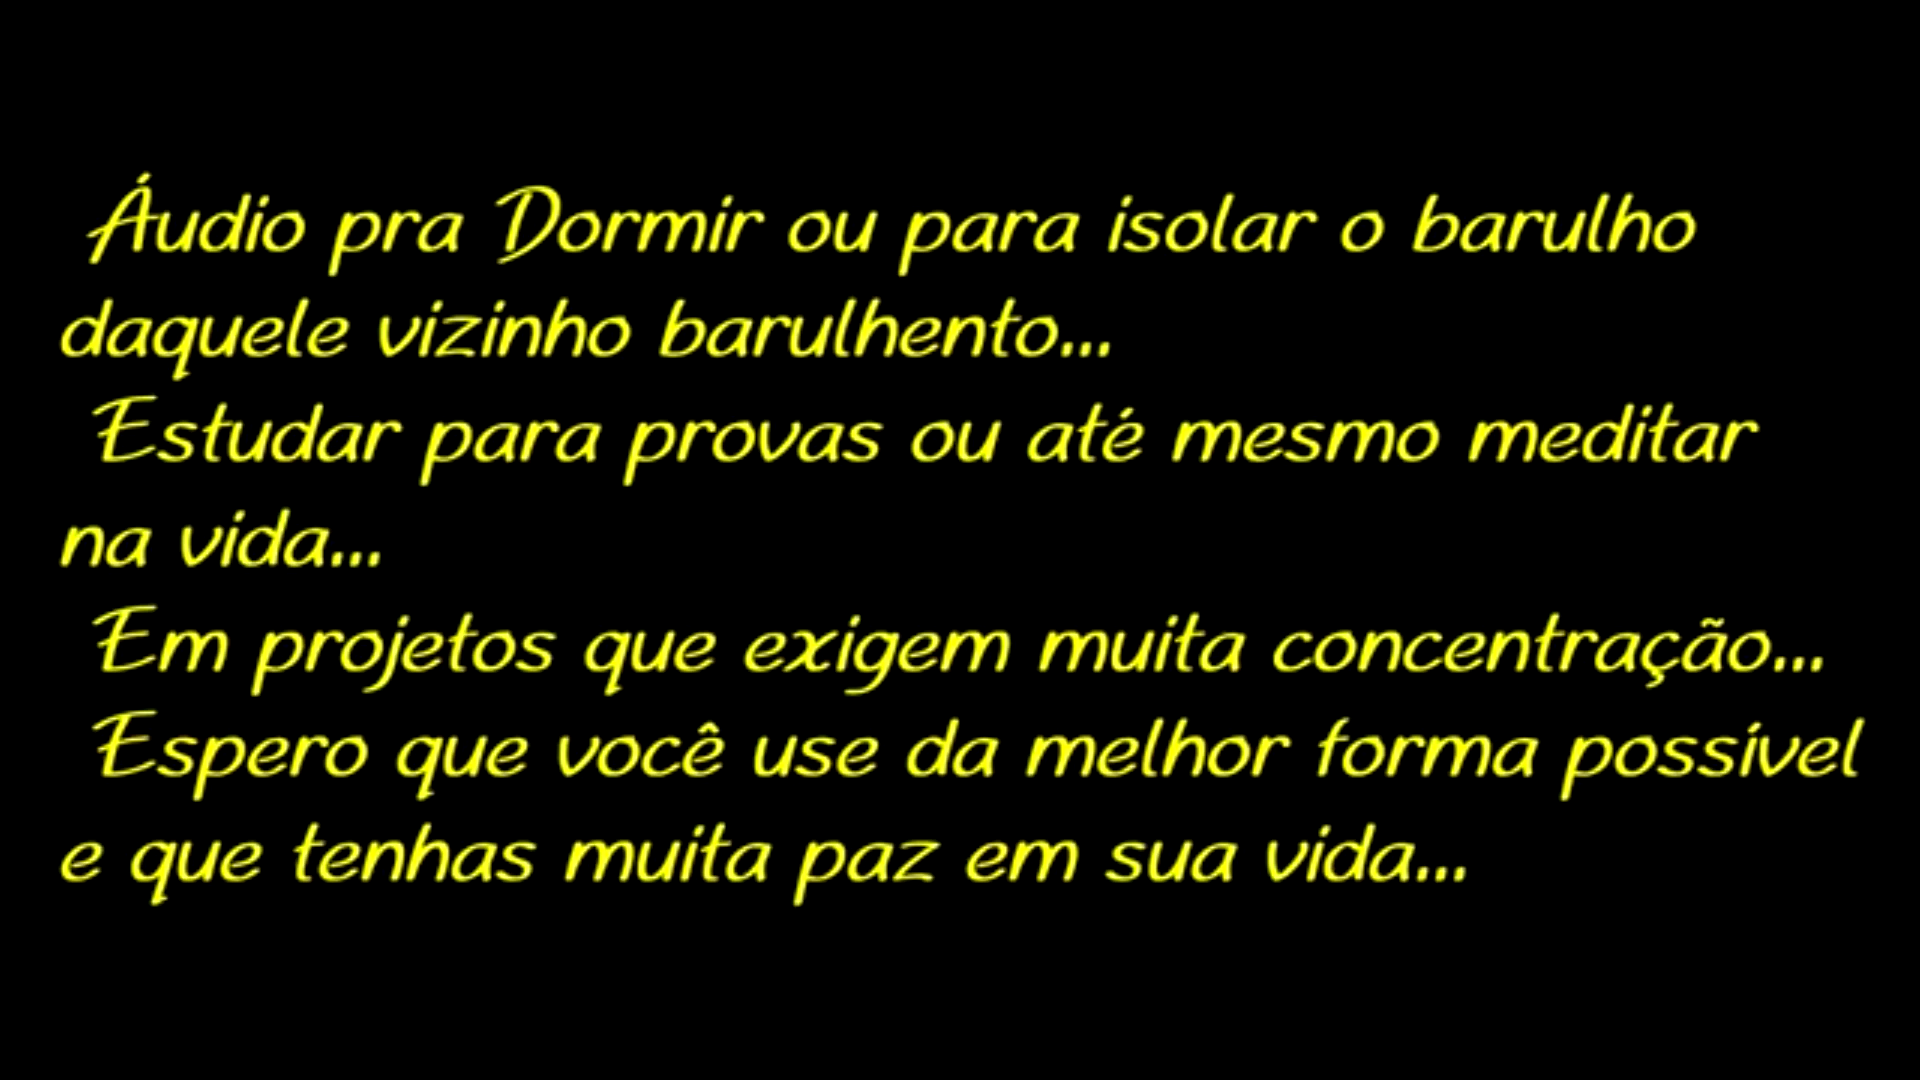 Áudio pra Dormir ou para isolar o barulho
daquele vizinho barulhento...
Estudar para provas ou até mesmo meditar
na vida...
Em projetos que exigem muita concentração...
Espero que você use da melhor forma possível
e que tenhas muita paz em sua vida...